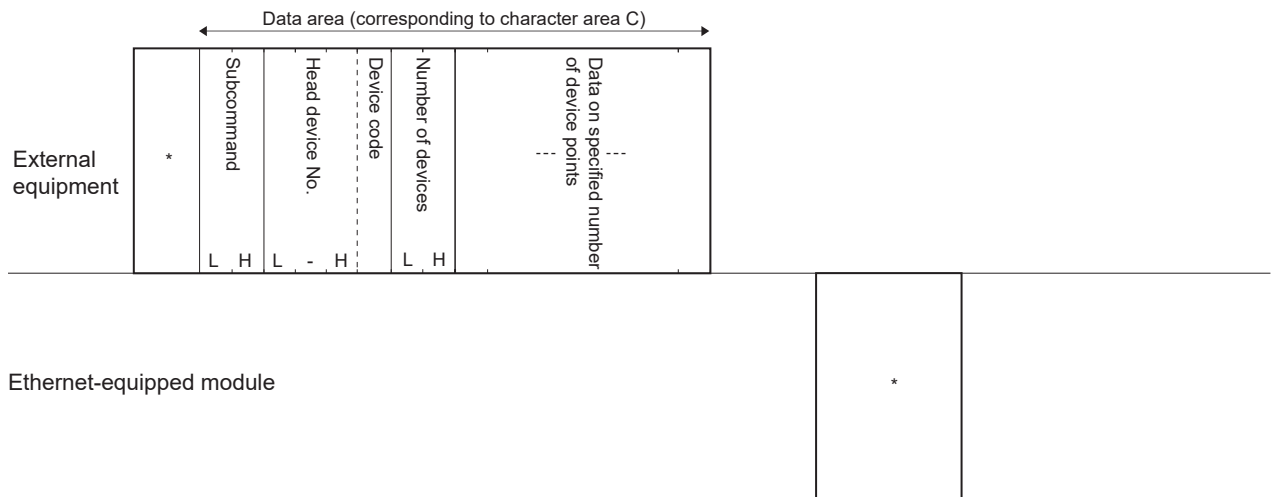 Data area (corresponding to character area C)
External
equipment
*
Subcommand
L H
Head device No.
L - H
Device code
Number of devices
L H
Data on specified number
of device points
Ethernet-equipped module
*